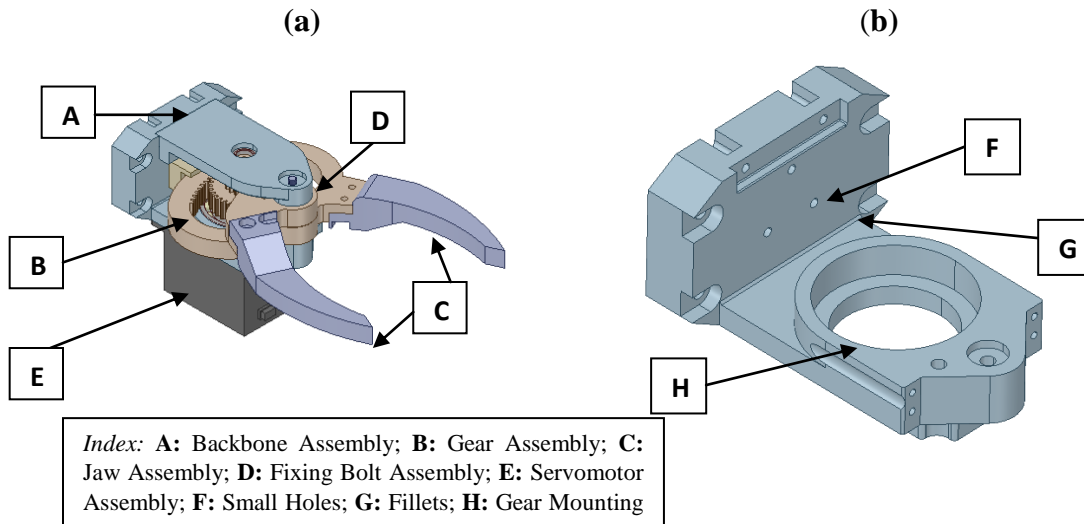 (a)
(b)
A
D
F
B
G
C
E
H
Index: A: Backbone Assembly; B: Gear Assembly; C:
Jaw Assembly; D: Fixing Bolt Assembly; E: Servomotor
Assembly; F: Small Holes; G: Fillets; H: Gear Mounting